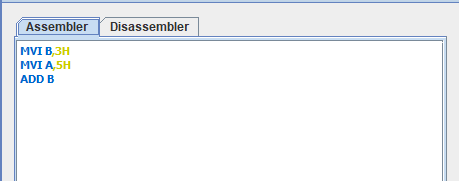 Assembler Disassembler
MVI B,3H
MVI A,5H
ADD B